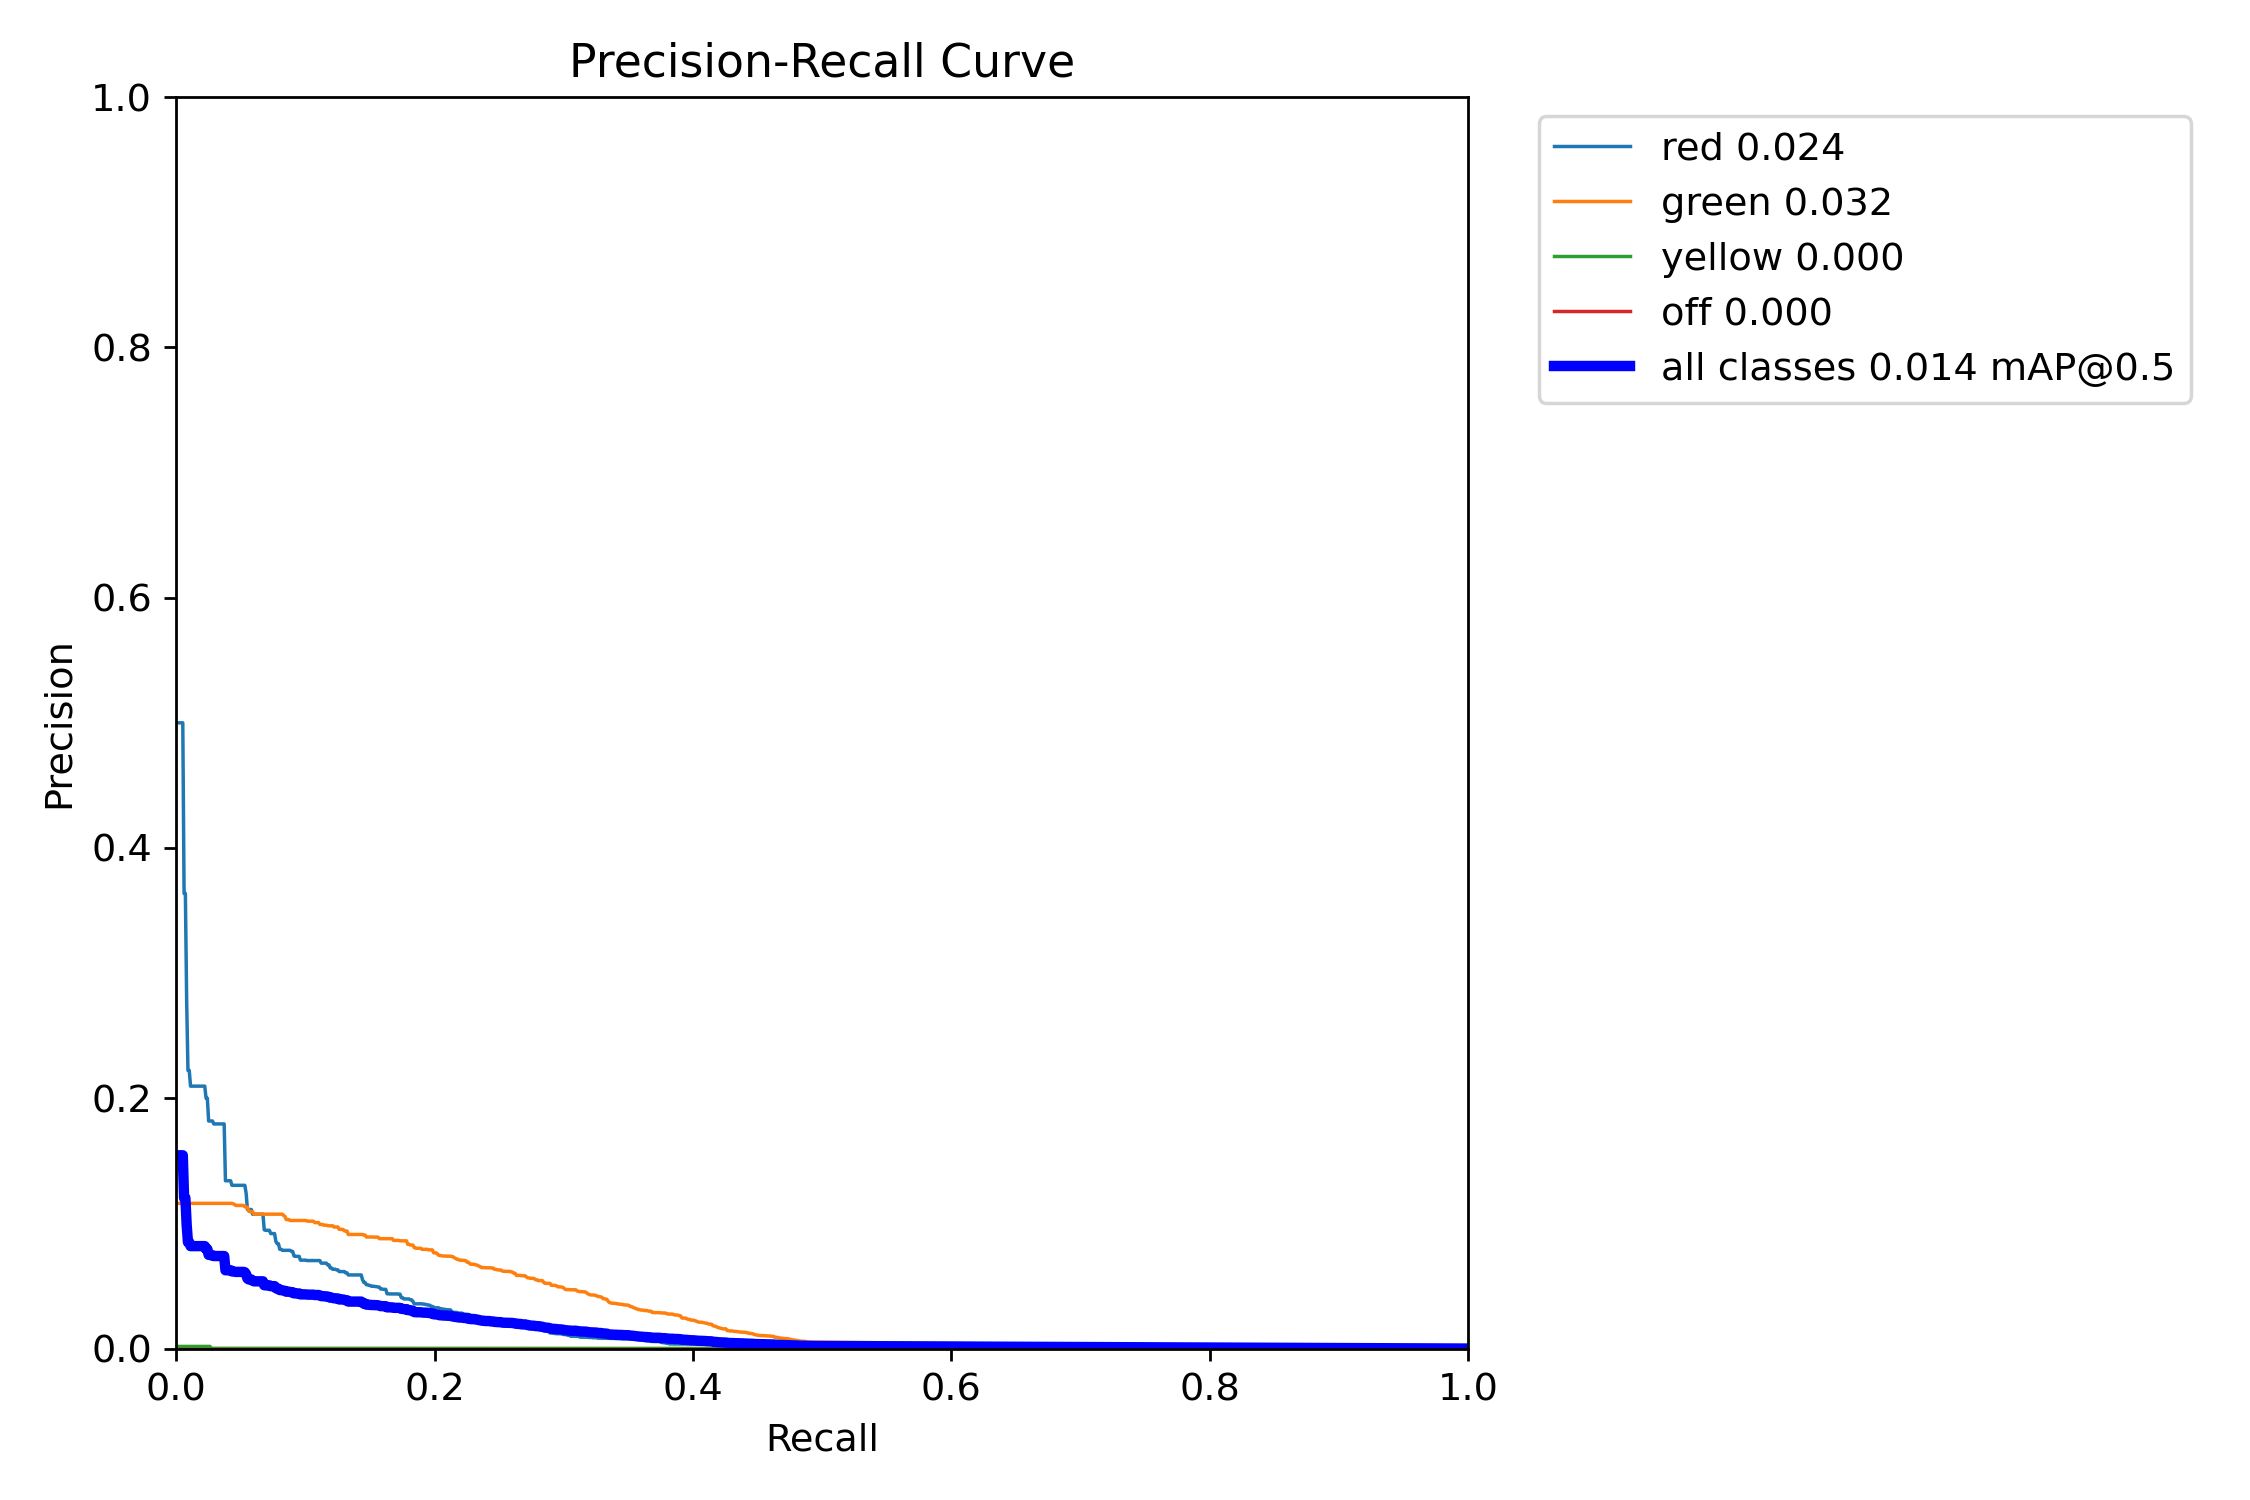 Precision-Recall Curve
1.0
0.8
0.6
0.4
0.2
0.0
Precision
0.0 0.2 0.4 0.6 0.8 1.0
Recall
red 0.024
green 0.032
yellow 0.000
off 0.000
all classes 0.014 mAP@0.5